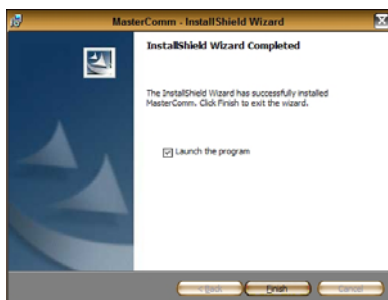 MasterComm - InstallShield Wizard
InstallShield Wizard Completed
The InstallShield Wizard has successfully installed
MasterComm. Click Finish to exit the wizard.
Launch the program
< Back
Finish
Cancel